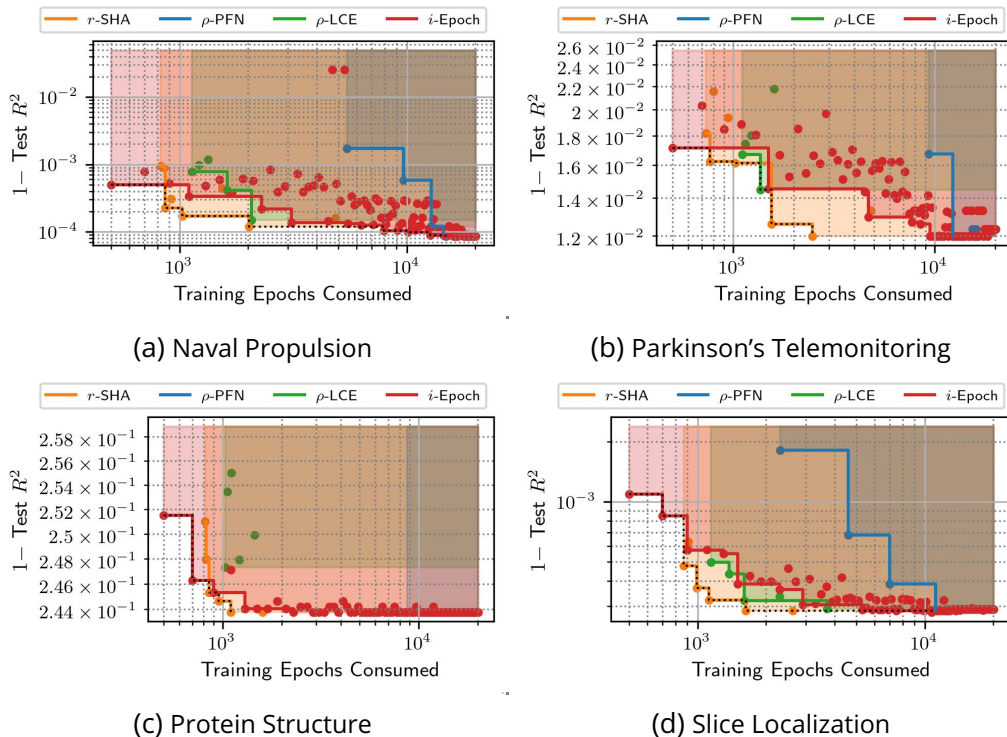 r-SHA ρ-PFN ρ-LCE i-Epoch
1− Test R²
10⁻²
10⁻³
10⁻⁴
10³ 10⁴
Training Epochs Consumed
(a) Naval Propulsion
r-SHA ρ-PFN ρ-LCE i-Epoch
1− Test R²
2.6 × 10⁻²
2.4 × 10⁻²
2.2 × 10⁻²
2 × 10⁻²
1.8 × 10⁻²
1.6 × 10⁻²
1.4 × 10⁻²
1.2 × 10⁻²
10³ 10⁴
Training Epochs Consumed
(b) Parkinson’s Telemonitoring
r-SHA ρ-PFN ρ-LCE i-Epoch
1− Test R²
2.58 × 10⁻¹
2.56 × 10⁻¹
2.54 × 10⁻¹
2.52 × 10⁻¹
2.5 × 10⁻¹
2.48 × 10⁻¹
2.46 × 10⁻¹
2.44 × 10⁻¹
10³ 10⁴
Training Epochs Consumed
(c) Protein Structure
r-SHA ρ-PFN ρ-LCE i-Epoch
1− Test R²
10⁻³
10³ 10⁴
Training Epochs Consumed
(d) Slice Localization